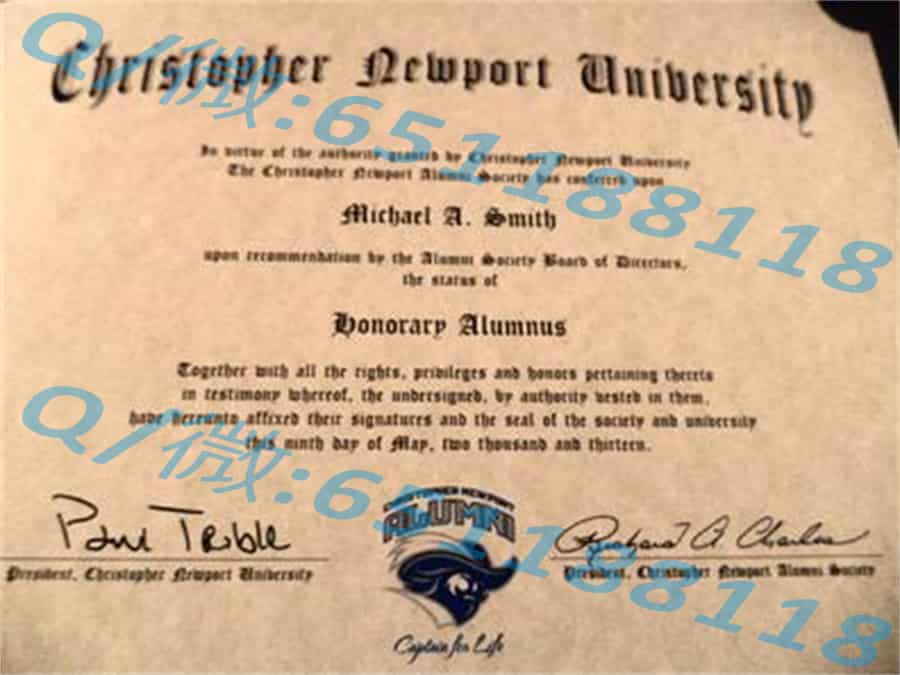 Christopher Newport University
In virtue of the authority granted by Christopher Newport University
The Christopher Newport Alumni Society has conferred upon
Michael A. Smith
upon recommendation by the Alumni Society Board of Directors,
the status of
Honorary Alumnus
Together with all the rights, privileges and honors pertaining thereto
in testimony whereof, the undersigned, by authority vested in them,
have hereunto affixed their signatures and the seal of the society and university
this ninth day of May, two thousand and thirteen.
Q/微:651188118
Paul Trible
President, Christopher Newport University
CHRISTOPHER NEWPORT
ALUMNI
Captain for Life
Richard A. Charles
President, Christopher Newport Alumni Society
Q/微:651188118